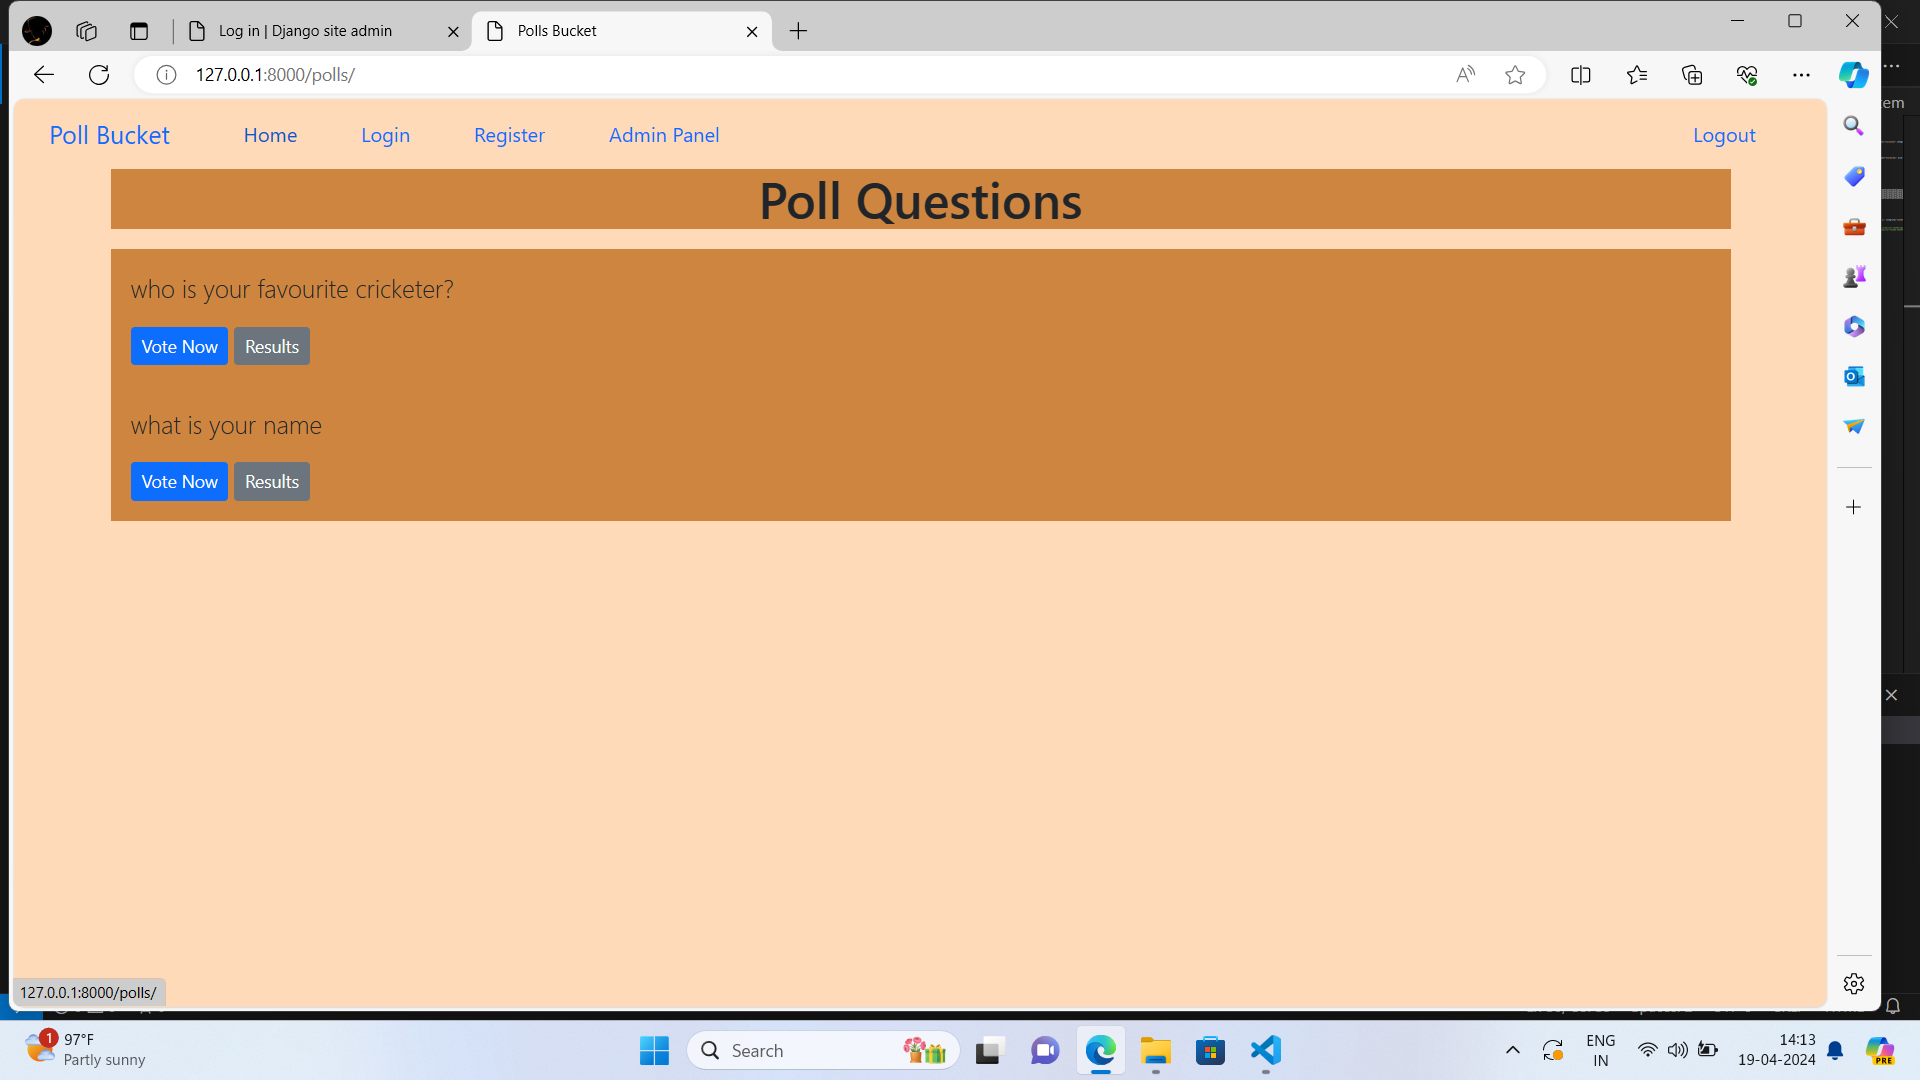 Log in | Django site admin
Polls Bucket
127.0.0.1:8000/polls/
Poll Bucket
Home
Login
Register
Admin Panel
Logout
Poll Questions
who is your favourite cricketer?
Vote Now
Results
what is your name
Vote Now
Results
127.0.0.1:8000/polls/
1
97°F
Partly sunny
Search
ENG
IN
14:13
19-04-2024
PRE